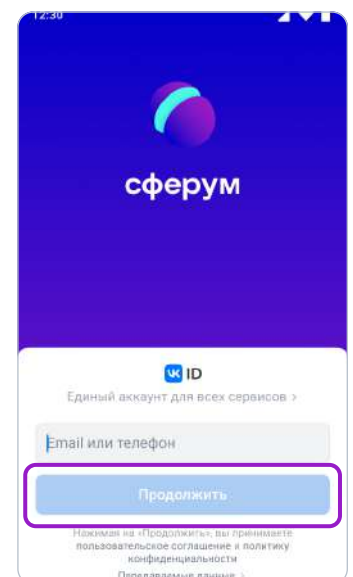 12:30
сферум
VK ID
Единый аккаунт для всех сервисов >
Email или телефон
Продолжить
Нажимая на «Продолжить», вы принимаете
пользовательское соглашение и политику
конфиденциальности
Передаваемые данные >